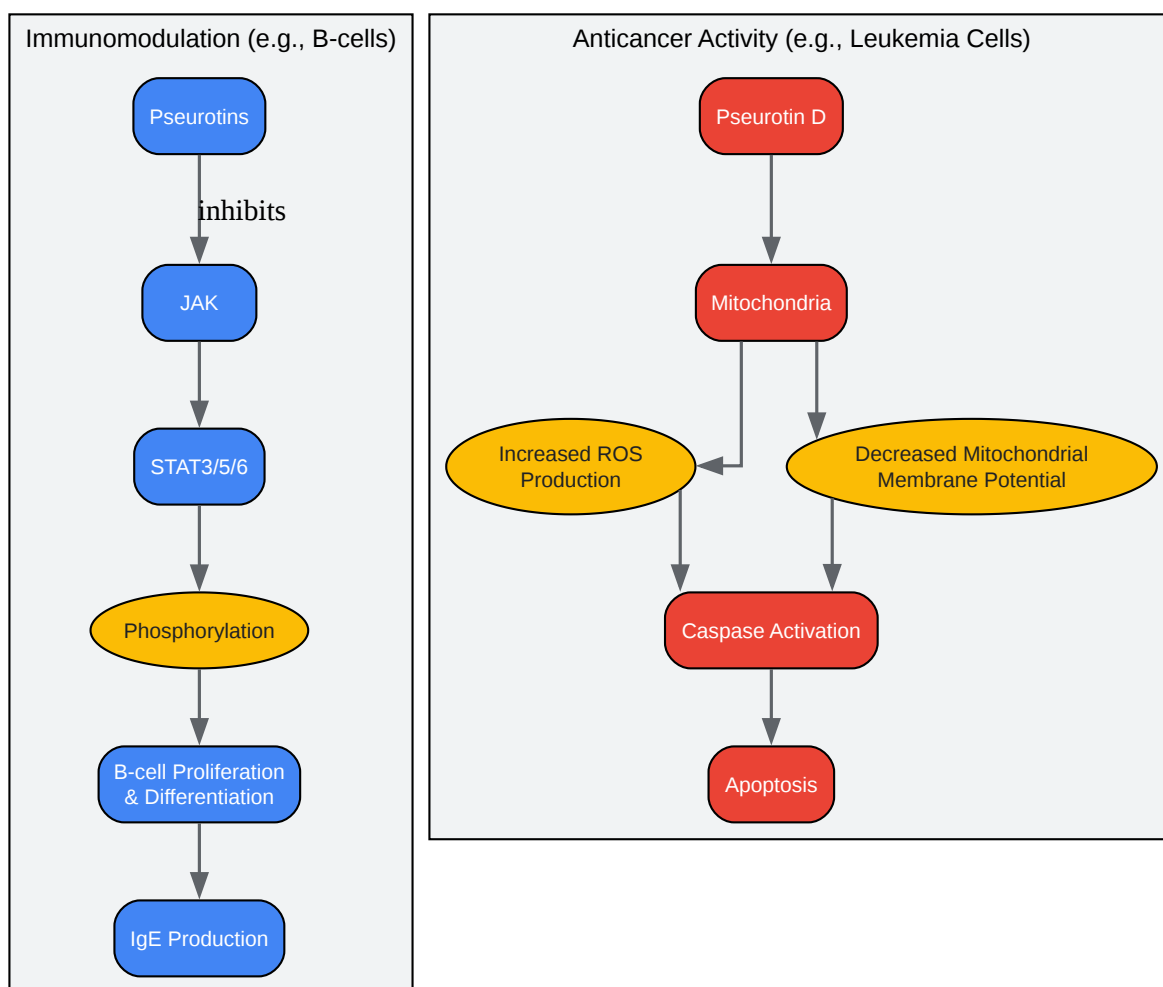 Immunomodulation (e.g., B-cells)
Pseurotins
inhibits
JAK
STAT3/5/6
Phosphorylation
B-cell Proliferation
& Differentiation
IgE Production
Anticancer Activity (e.g., Leukemia Cells)
Pseurotin D
Mitochondria
Increased ROS
Production
Decreased Mitochondrial
Membrane Potential
Caspase Activation
Apoptosis